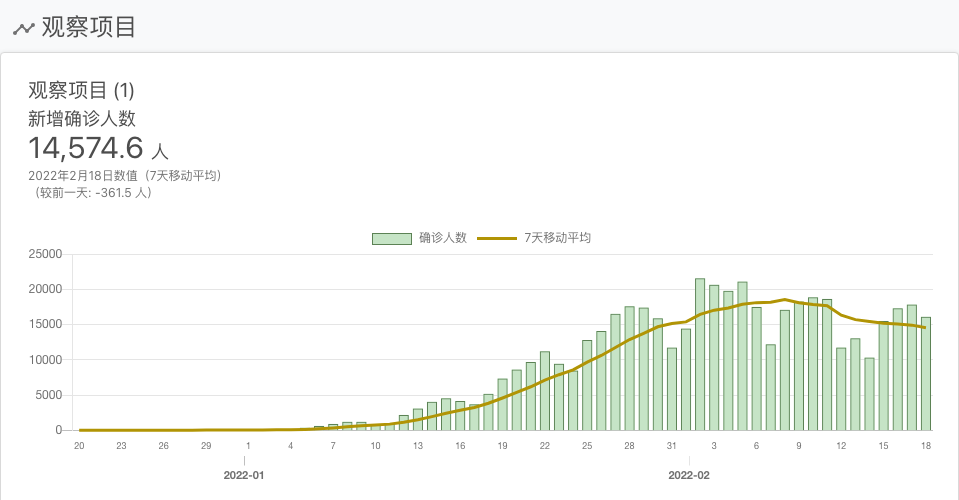 观察项目
观察项目 (1)
新增确诊人数
14,574.6 人
2022年2月18日数值（7天移动平均）
（较前一天: -361.5 人）
确诊人数 7天移动平均
25000
20000
15000
10000
5000
0
20 23 26 29 1 4 7 10 13 16 19 22 25 28 31 3 6 9 12 15 18
2022-01 2022-02